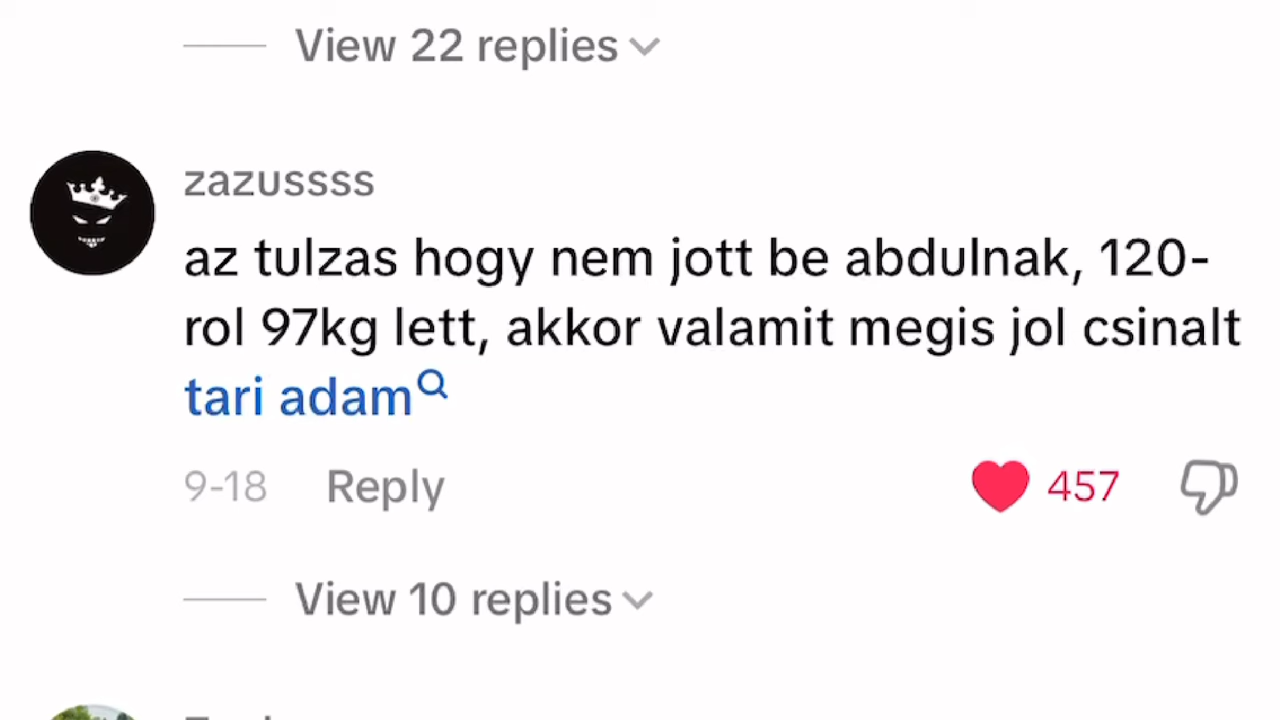 View 22 replies
zazussss
az tulzas hogy nem jott be abdulnak, 120-
rol 97kg lett, akkor valamit megis jol csinalt
tari adam
9-18 Reply 457
View 10 replies